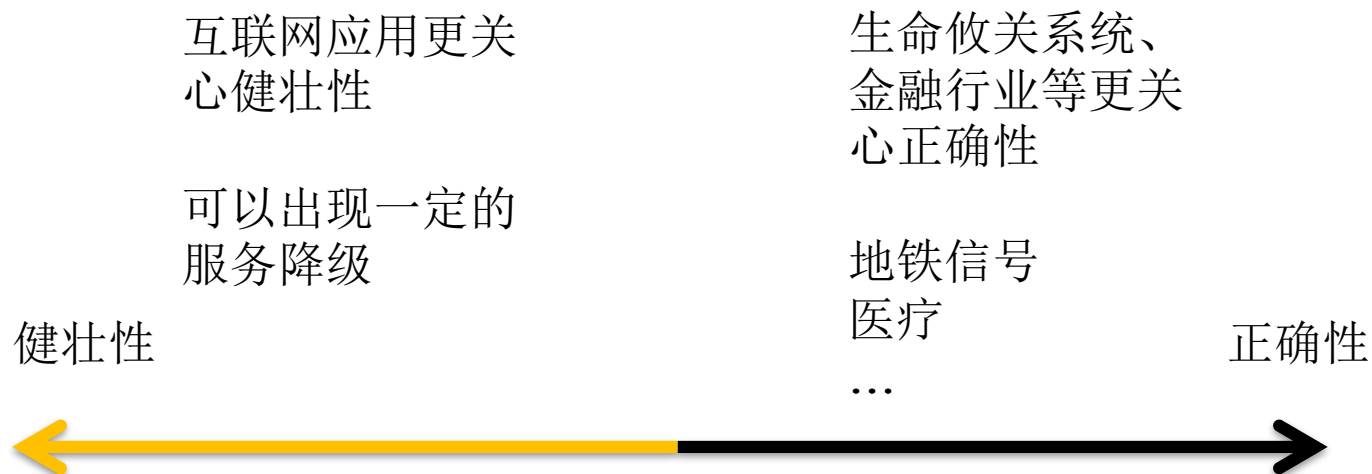 互联网应用更关
心健壮性
可以出现一定的
服务降级
生命攸关系统、
金融行业等更关
心正确性
地铁信号
医疗
…
健壮性
正确性